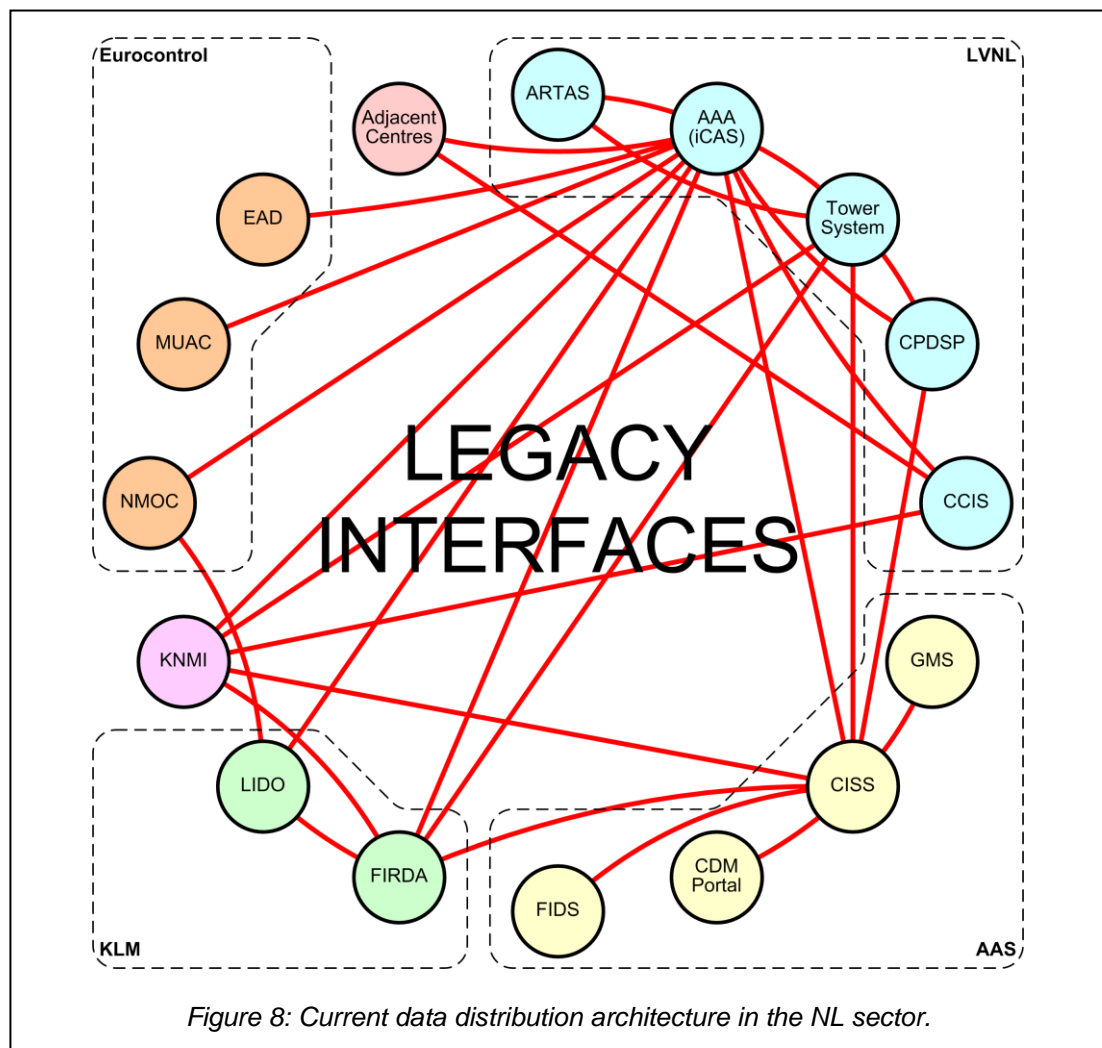 Eurocontrol
LVNL
ARTAS
Adjacent
Centres
AAA
(iCAS)
EAD
Tower
System
MUAC
CPDSP
LEGACY
INTERFACES
NMOC
CCIS
KNMI
GMS
LIDO
CISS
FIRDA
CDM
Portal
FIDS
KLM
AAS
Figure 8: Current data distribution architecture in the NL sector.